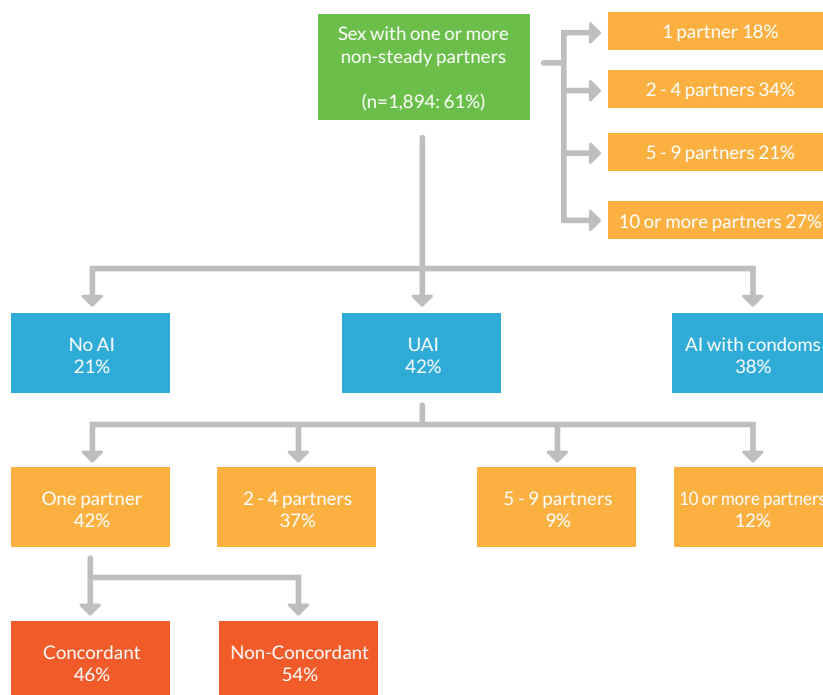 Sex with one or more
non-steady partners
(n=1,894: 61%)
1 partner 18%
2 - 4 partners 34%
5 - 9 partners 21%
10 or more partners 27%
No AI
21%
UAI
42%
AI with condoms
38%
One partner
42%
2 - 4 partners
37%
5 - 9 partners
9%
10 or more partners
12%
Concordant
46%
Non-Concordant
54%